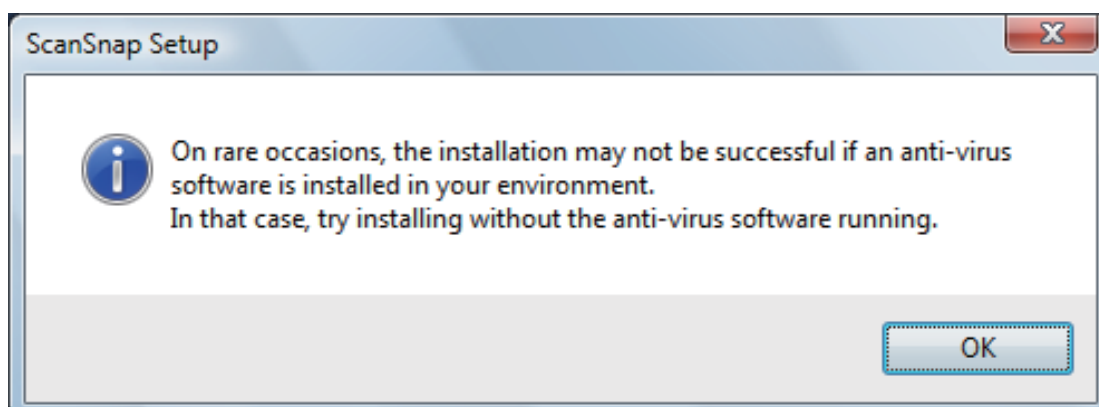 ScanSnap Setup
On rare occasions, the installation may not be successful if an anti-virus
software is installed in your environment.
In that case, try installing without the anti-virus software running.
OK